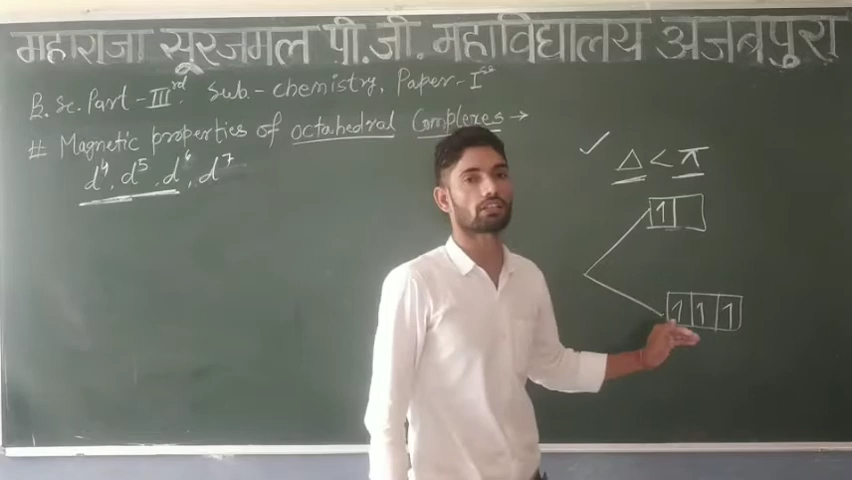 महाराजा सूरजमल पी.जी. महाविद्यालय अजबपुरा
B.Sc. Part-III rd Sub.-chemistry, Paper-I st
# Magnetic properties of octahedral Complexes →
d⁴, d⁵, d⁶, d⁷
✓ Δ < π
1
1 1 1